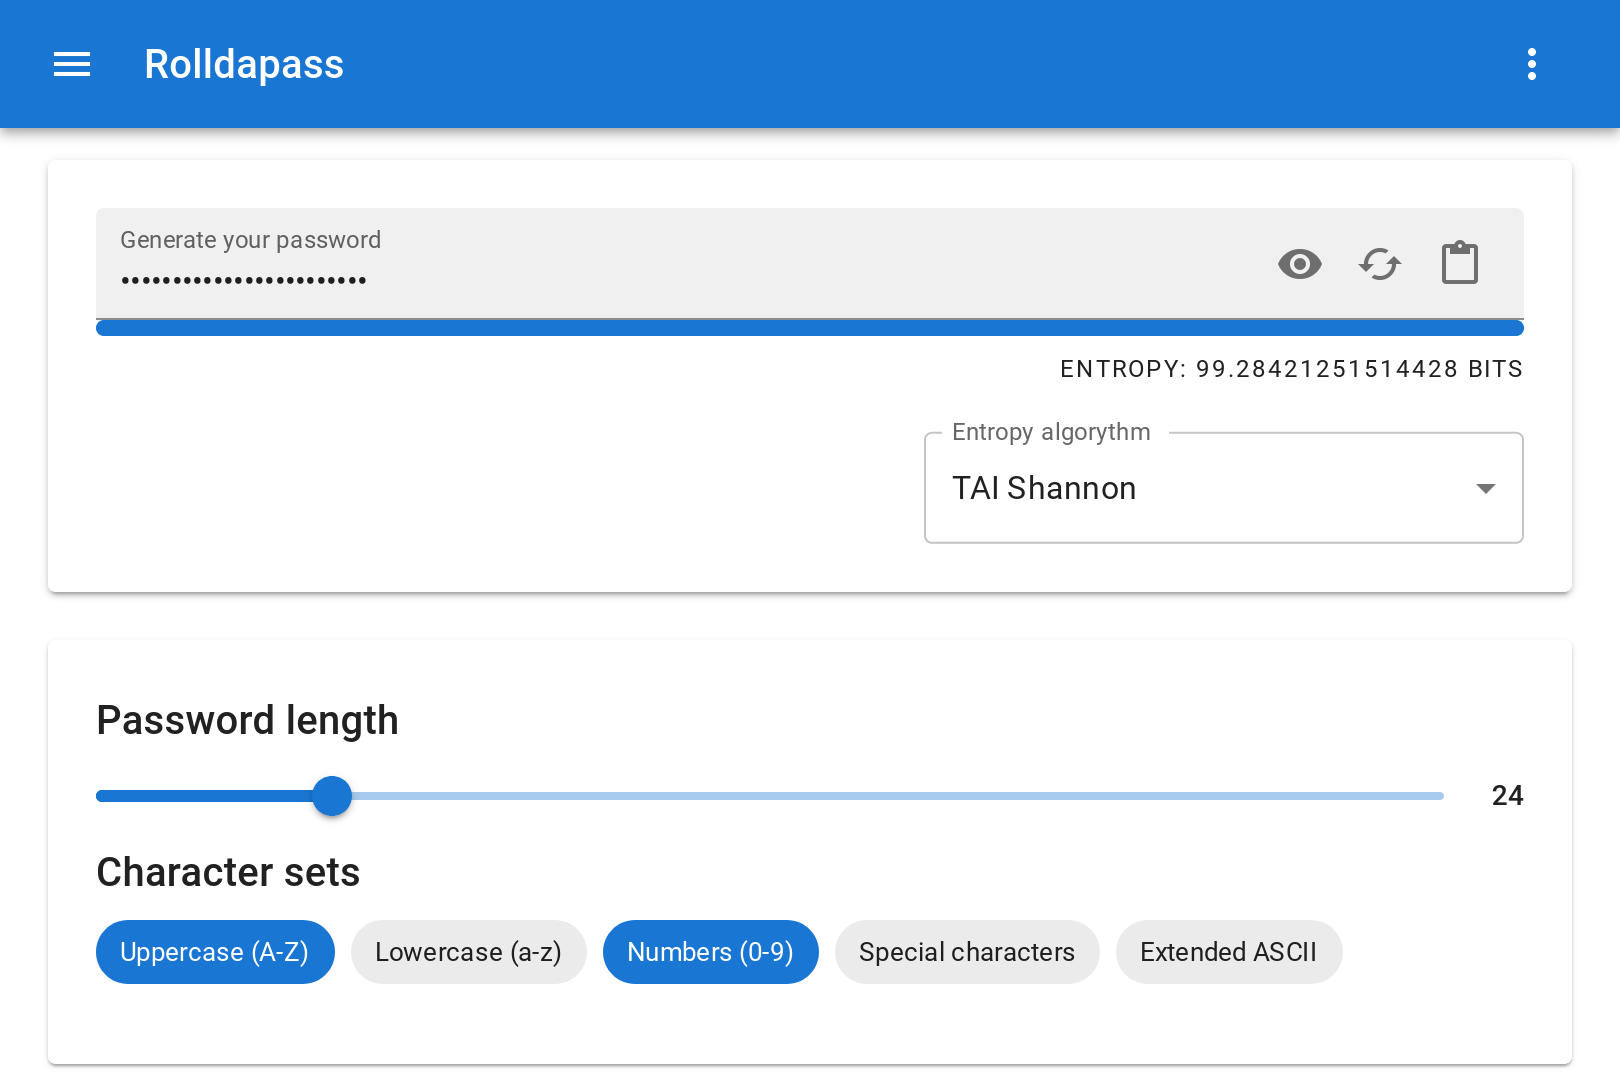 Rolldapass
Generate your password
••••••••••••••••••••••••
ENTROPY: 99.28421251514428 BITS
Entropy algorythm
TAI Shannon
Password length
24
Character sets
Uppercase (A-Z) Lowercase (a-z) Numbers (0-9) Special characters Extended ASCII